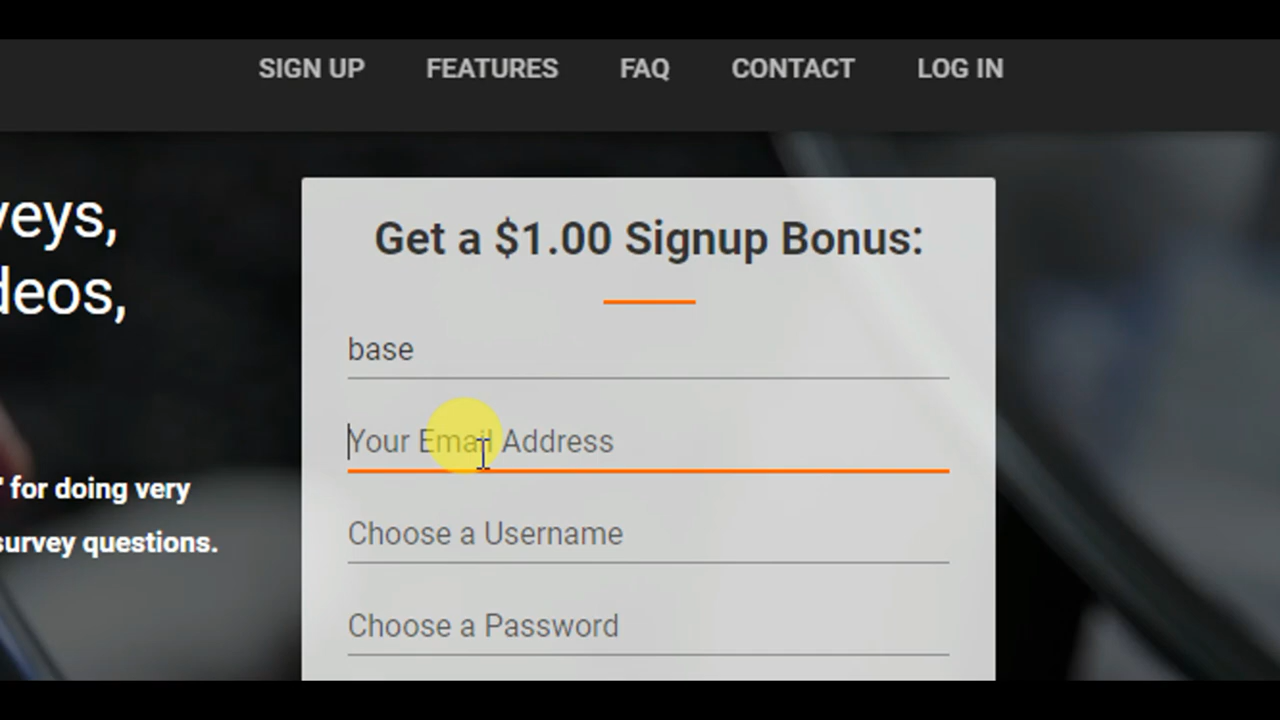 SIGN UP FEATURES FAQ CONTACT LOG IN
veys,
deos,
for doing very
survey questions.
Get a $1.00 Signup Bonus:
base
Your Email Address
Choose a Username
Choose a Password